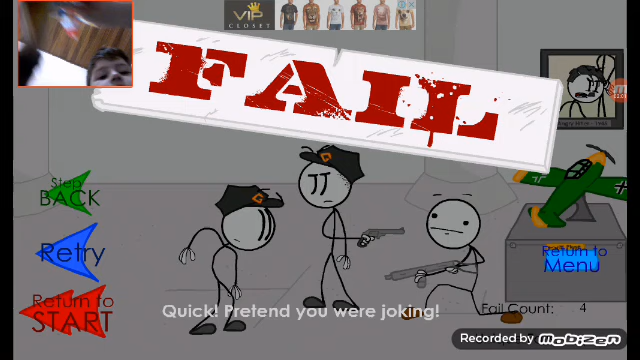 VIP
CLOSET
FAIL
Step
BACK
Retry
Return to
START
Return to
Menu
Quick! Pretend you were joking!
Fail Count: 4
Recorded by mobizen